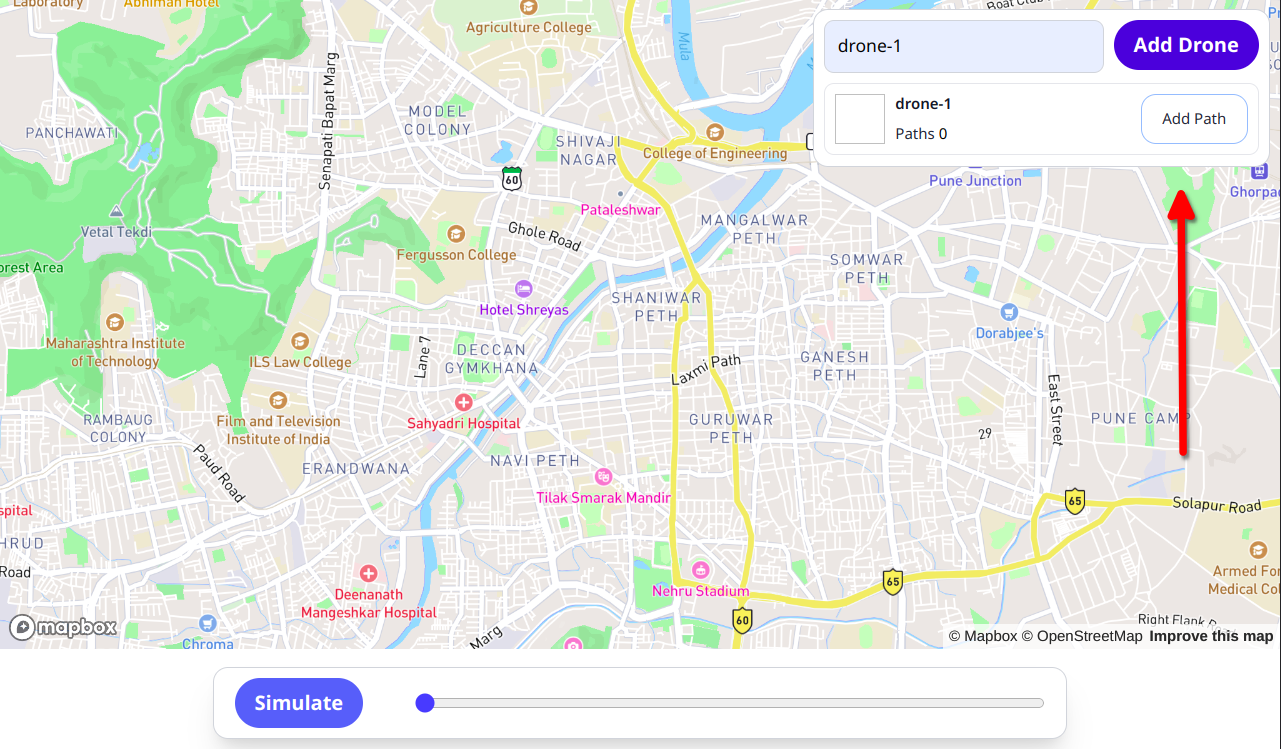 Laboratory
Abhiman Hotel
Agriculture College
Boat Club
Mula
drone-1
Add Drone
drone-1
Paths 0
Add Path
Senapati Bapat Marg
MODEL
COLONY
PANCHAWATI
SHIVAJI
NAGAR
College of Engineering
60
Pune Junction
Ghorpad
Pataleshwar
Vetal Tekdi
Ghole Road
MANGALWAR
PETH
Fergusson College
orest Area
SOMWAR
PETH
Hotel Shreyas
SHANIWAR
PETH
Dorabjee's
Maharashtra Institute
of Technology
ILS Law College
Lane 7
DECCAN
GYMKHANA
Laxmi Path
GANESH
PETH
East Street
RAMBAUG
COLONY
Film and Television
Institute of India
Sahyadri Hospital
GURUWAR
PETH
29
PUNE CAMP
Paud Road
ERANDWANA
NAVI PETH
Tilak Smarak Mandir
65
Solapur Road
spital
HRUD
Road
Deenanath
Mangeshkar Hospital
Nehru Stadium
65
Armed For
Medical Col
60
mapbox
Chroma
Marg
Right Flank
© Mapbox © OpenStreetMap Improve this map
Simulate